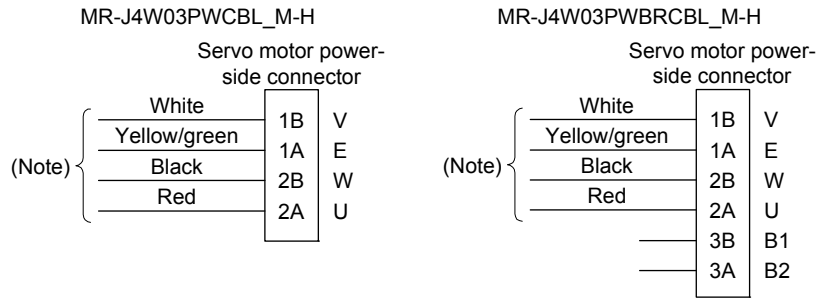 MR-J4W03PWCBL_M-H
Servo motor power-
side connector
(Note)
White 1B V
Yellow/green 1A E
Black 2B W
Red 2A U
MR-J4W03PWBRCBL_M-H
Servo motor power-
side connector
(Note)
White 1B V
Yellow/green 1A E
Black 2B W
Red 2A U
3B B1
3A B2